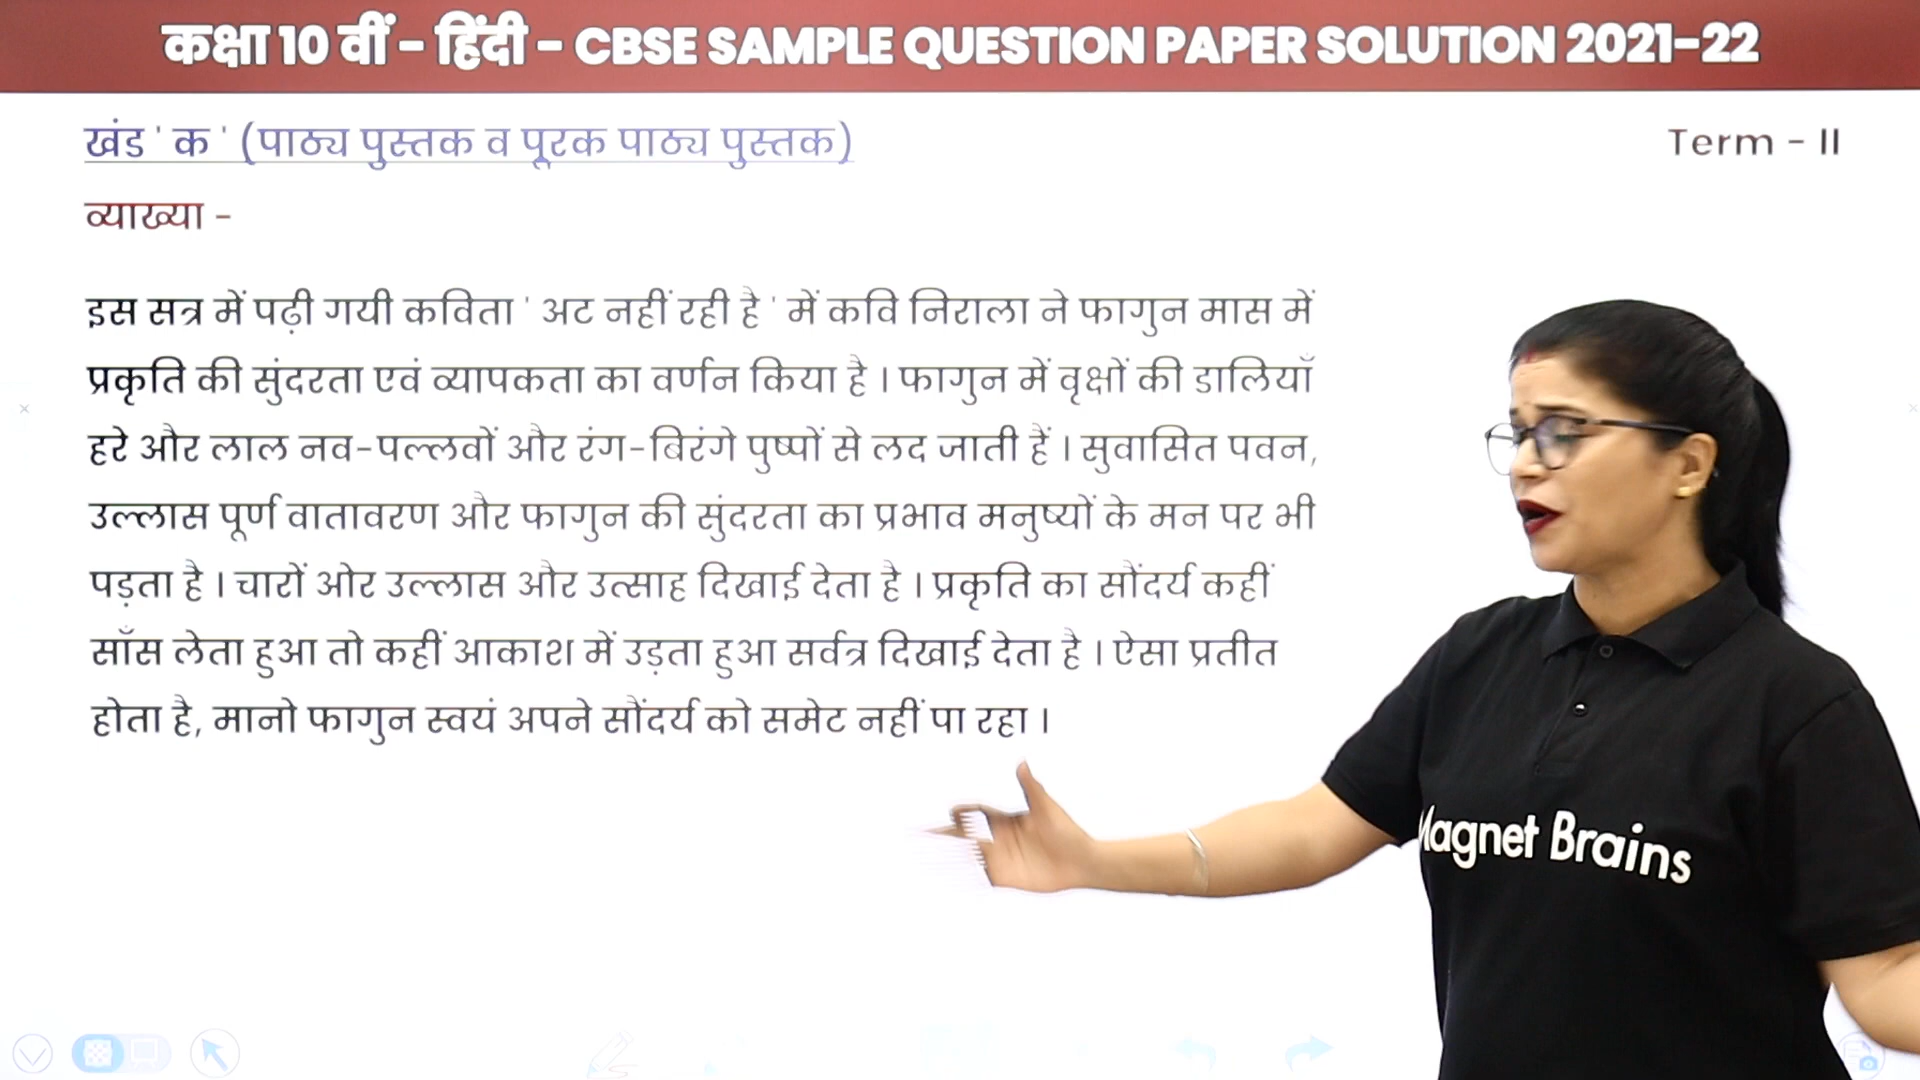 कक्षा 10 वीं - हिंदी - CBSE SAMPLE QUESTION PAPER SOLUTION 2021-22
खंड ' क ' (पाठ्य पुस्तक व पूरक पाठ्य पुस्तक)
Term - II
व्याख्या -
इस सत्र में पढ़ी गयी कविता ' अट नहीं रही है ' में कवि निराला ने फागुन मास में
प्रकृति की सुंदरता एवं व्यापकता का वर्णन किया है । फागुन में वृक्षों की डालियाँ
हरे और लाल नव-पल्लवों और रंग-बिरंगे पुष्पों से लद जाती हैं । सुवासित पवन,
उल्लास पूर्ण वातावरण और फागुन की सुंदरता का प्रभाव मनुष्यों के मन पर भी
पड़ता है । चारों ओर उल्लास और उत्साह दिखाई देता है । प्रकृति का सौंदर्य कहीं
साँस लेता हुआ तो कहीं आकाश में उड़ता हुआ सर्वत्र दिखाई देता है । ऐसा प्रतीत
होता है, मानो फागुन स्वयं अपने सौंदर्य को समेट नहीं पा रहा ।
Magnet Brains